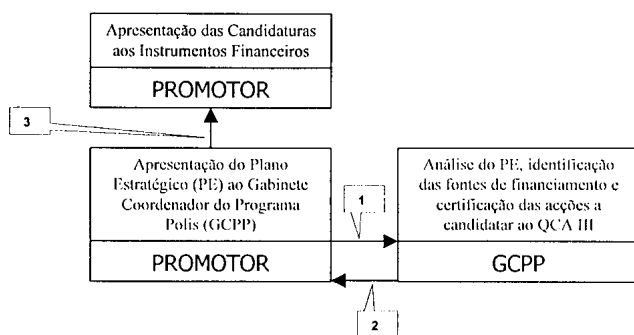 Apresentação das Candidaturas
aos Instrumentos Financeiros
PROMOTOR
3
Apresentação do Plano
Estratégico (PE) ao Gabinete
Coordenador do Programa
Polis (GCPP)
PROMOTOR
1
Análise do PE, identificação
das fontes de financiamento e
certificação das acções a
candidatar ao QCA III
GCPP
2